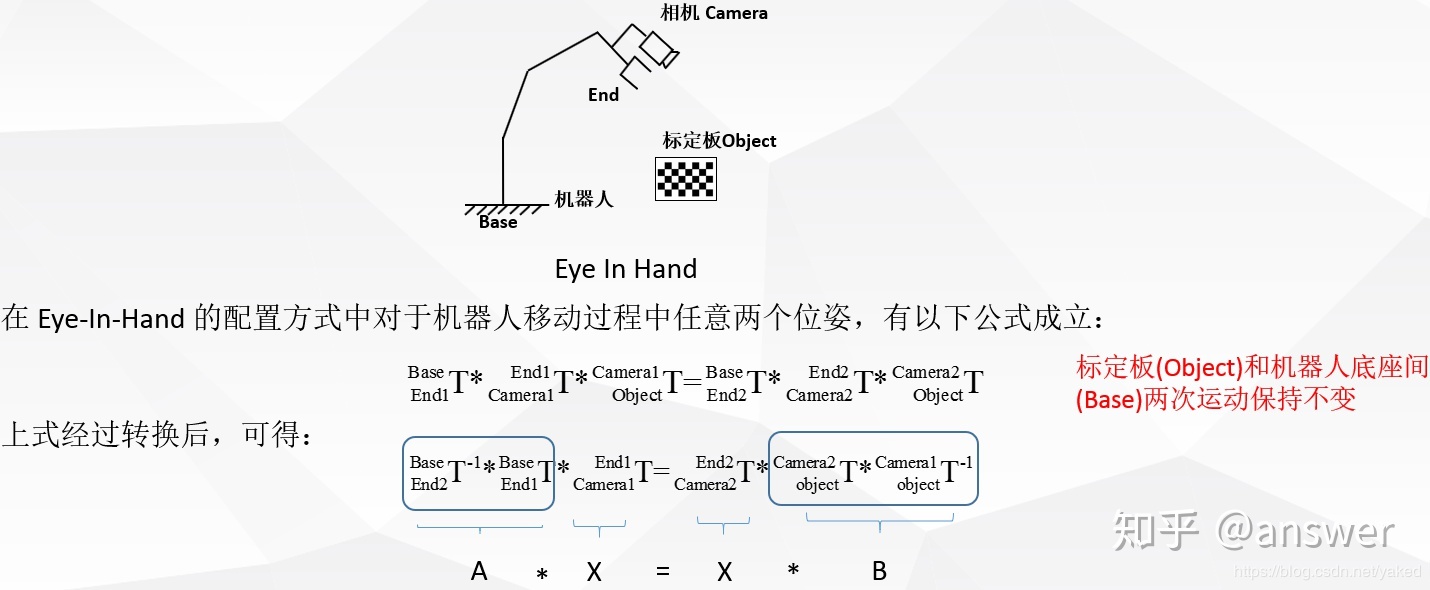 相机 Camera
End
标定板Object
机器人
Base
Eye In Hand
在 Eye-In-Hand 的配置方式中对于机器人移动过程中任意两个位姿，有以下公式成立：
Base End1 T* End1 Camera1 T* Camera1 Object T= Base End2 T* End2 Camera2 T* Camera2 Object T
标定板(Object)和机器人底座间
(Base)两次运动保持不变
上式经过转换后，可得：
Base End2 T-1* Base End1 T* End1 Camera1 T= End2 Camera2 T* Camera2 object T* Camera1 object T-1
A * X = X * B
知乎 @answer
https://blog.csdn.net/yaked